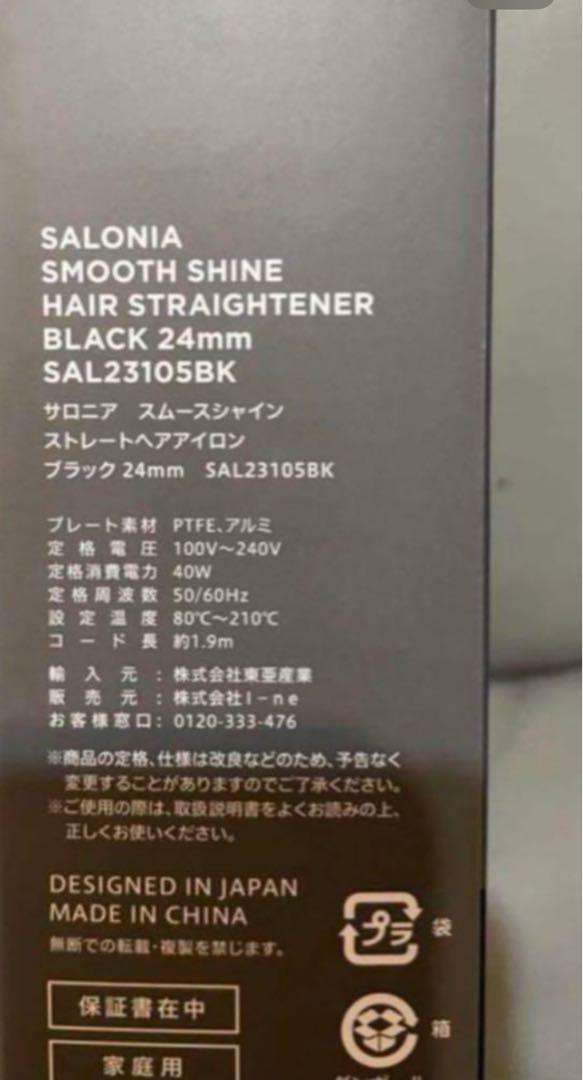 SALONIA
SMOOTH SHINE
HAIR STRAIGHTENER
BLACK 24mm
SAL23105BK
サロニア スムースシャイン
ストレートヘアアイロン
ブラック 24mm SAL23105BK
プレート素材 PTFE、アルミ
定格電圧 100V〜240V
定格消費電力 40W
定格周波数 50/60Hz
設定温度 80℃〜210℃
コード長 約1.9m
輸入元：株式会社東亜産業
販売元：株式会社I-ne
お客様窓口：0120-333-476
※商品の定格、仕様は改良などのため、予告なく
変更することがありますのでご了承ください。
※ご使用の際は、取扱説明書をよくお読みの上、
正しくお使いください。
DESIGNED IN JAPAN
MADE IN CHINA
無断での転載・複製を禁じます。
プラ 袋
保証書在中
箱
家庭用